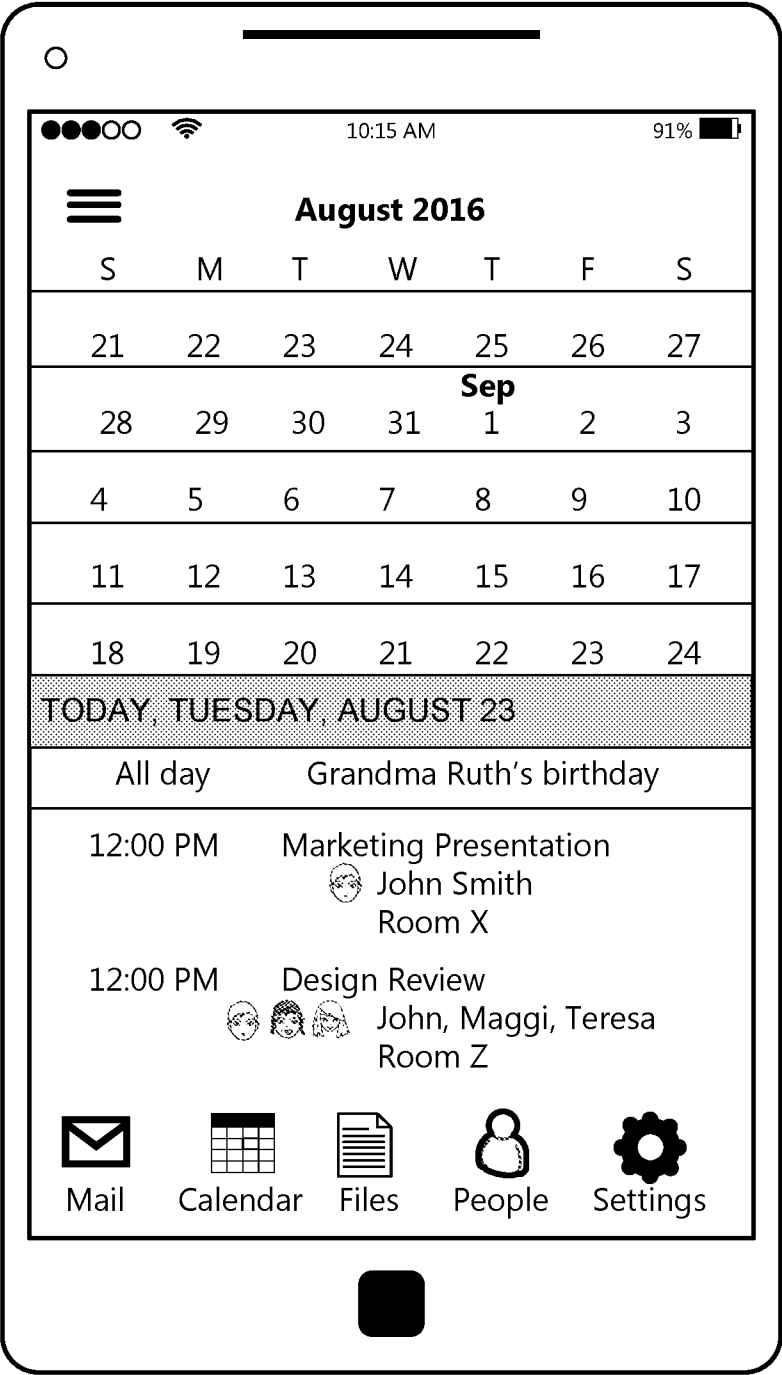 10:15 AM 91%
August 2016
S M T W T F S
21 22 23 24 25 26 27
Sep
28 29 30 31 1 2 3
4 5 6 7 8 9 10
11 12 13 14 15 16 17
18 19 20 21 22 23 24
TODAY, TUESDAY, AUGUST 23
All day Grandma Ruth’s birthday
12:00 PM Marketing Presentation
John Smith
Room X
12:00 PM Design Review
John, Maggi, Teresa
Room Z
Mail Calendar Files People Settings